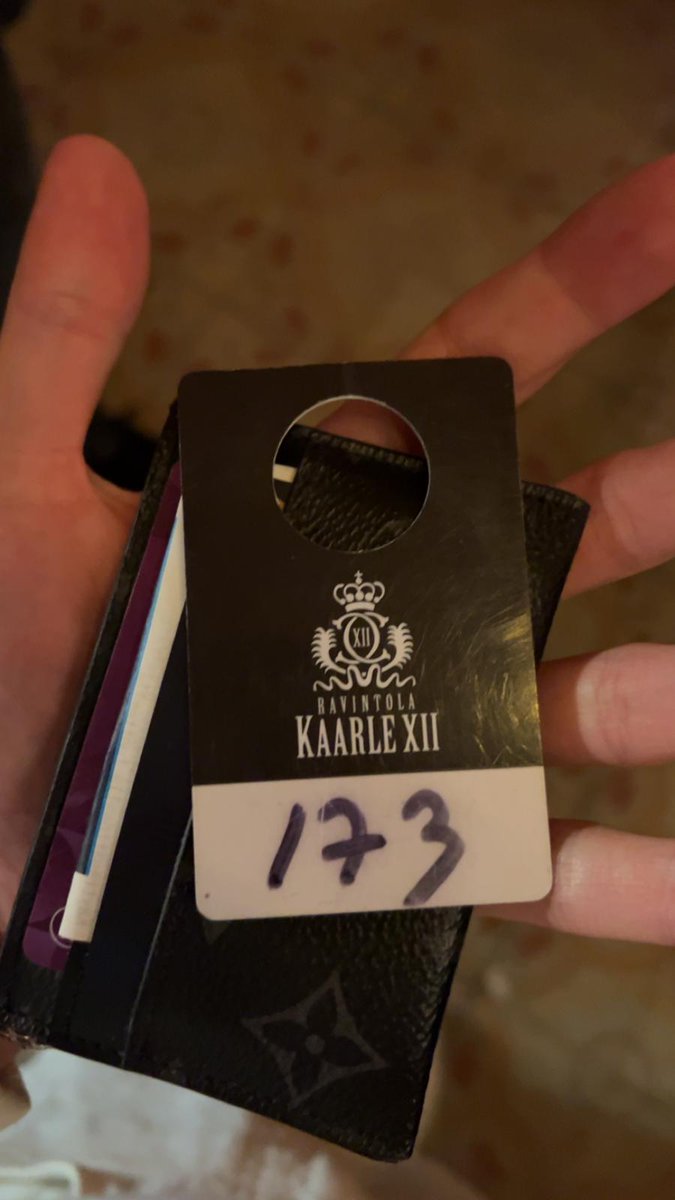 XII
RAVINTOLA
KAARLE XII
173